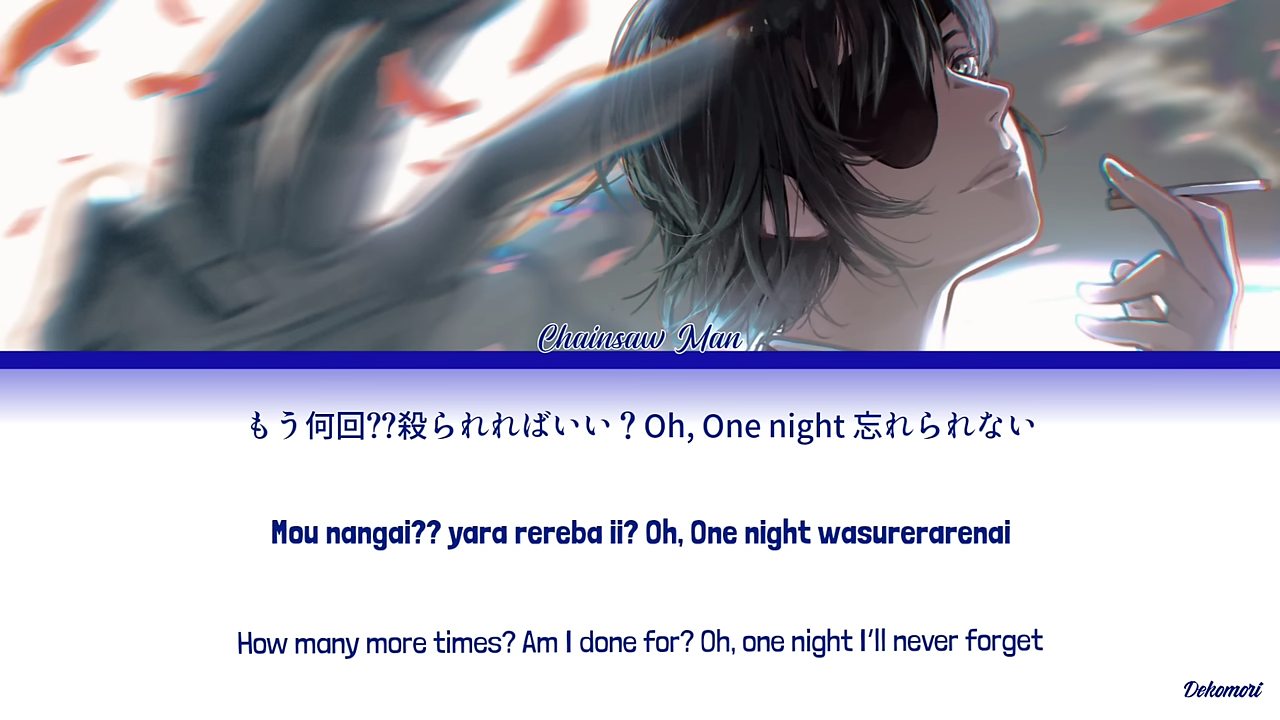 Chainsaw Man
もう何回??殺られればいい？Oh, One night 忘れられない
Mou nangai?? yara rereba ii? Oh, One night wasurerarenai
How many more times? Am I done for? Oh, one night I'll never forget
Dekomori